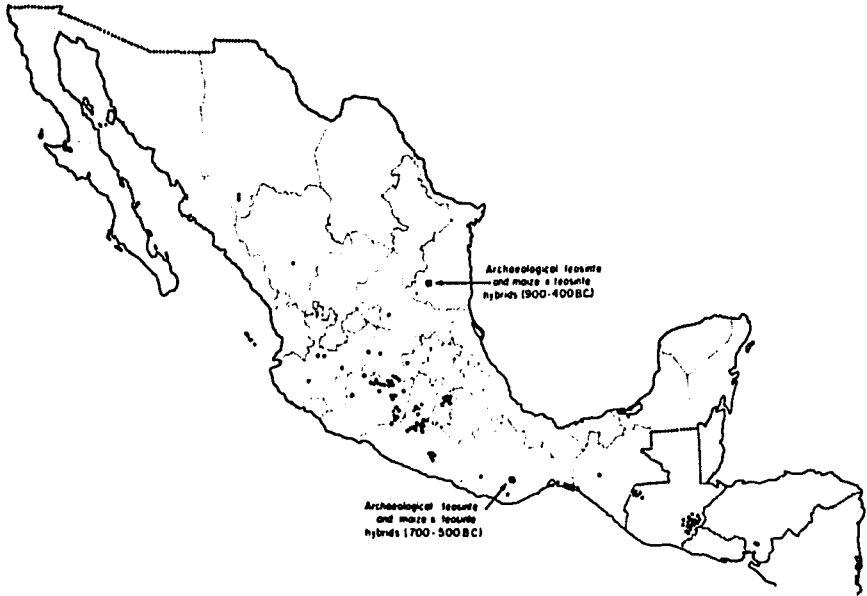 Archaeological teosinte
and maize x teosinte
hybrids (900-400BC)
Archaeological teosinte
and maize x teosinte
hybrids (700-500BC)